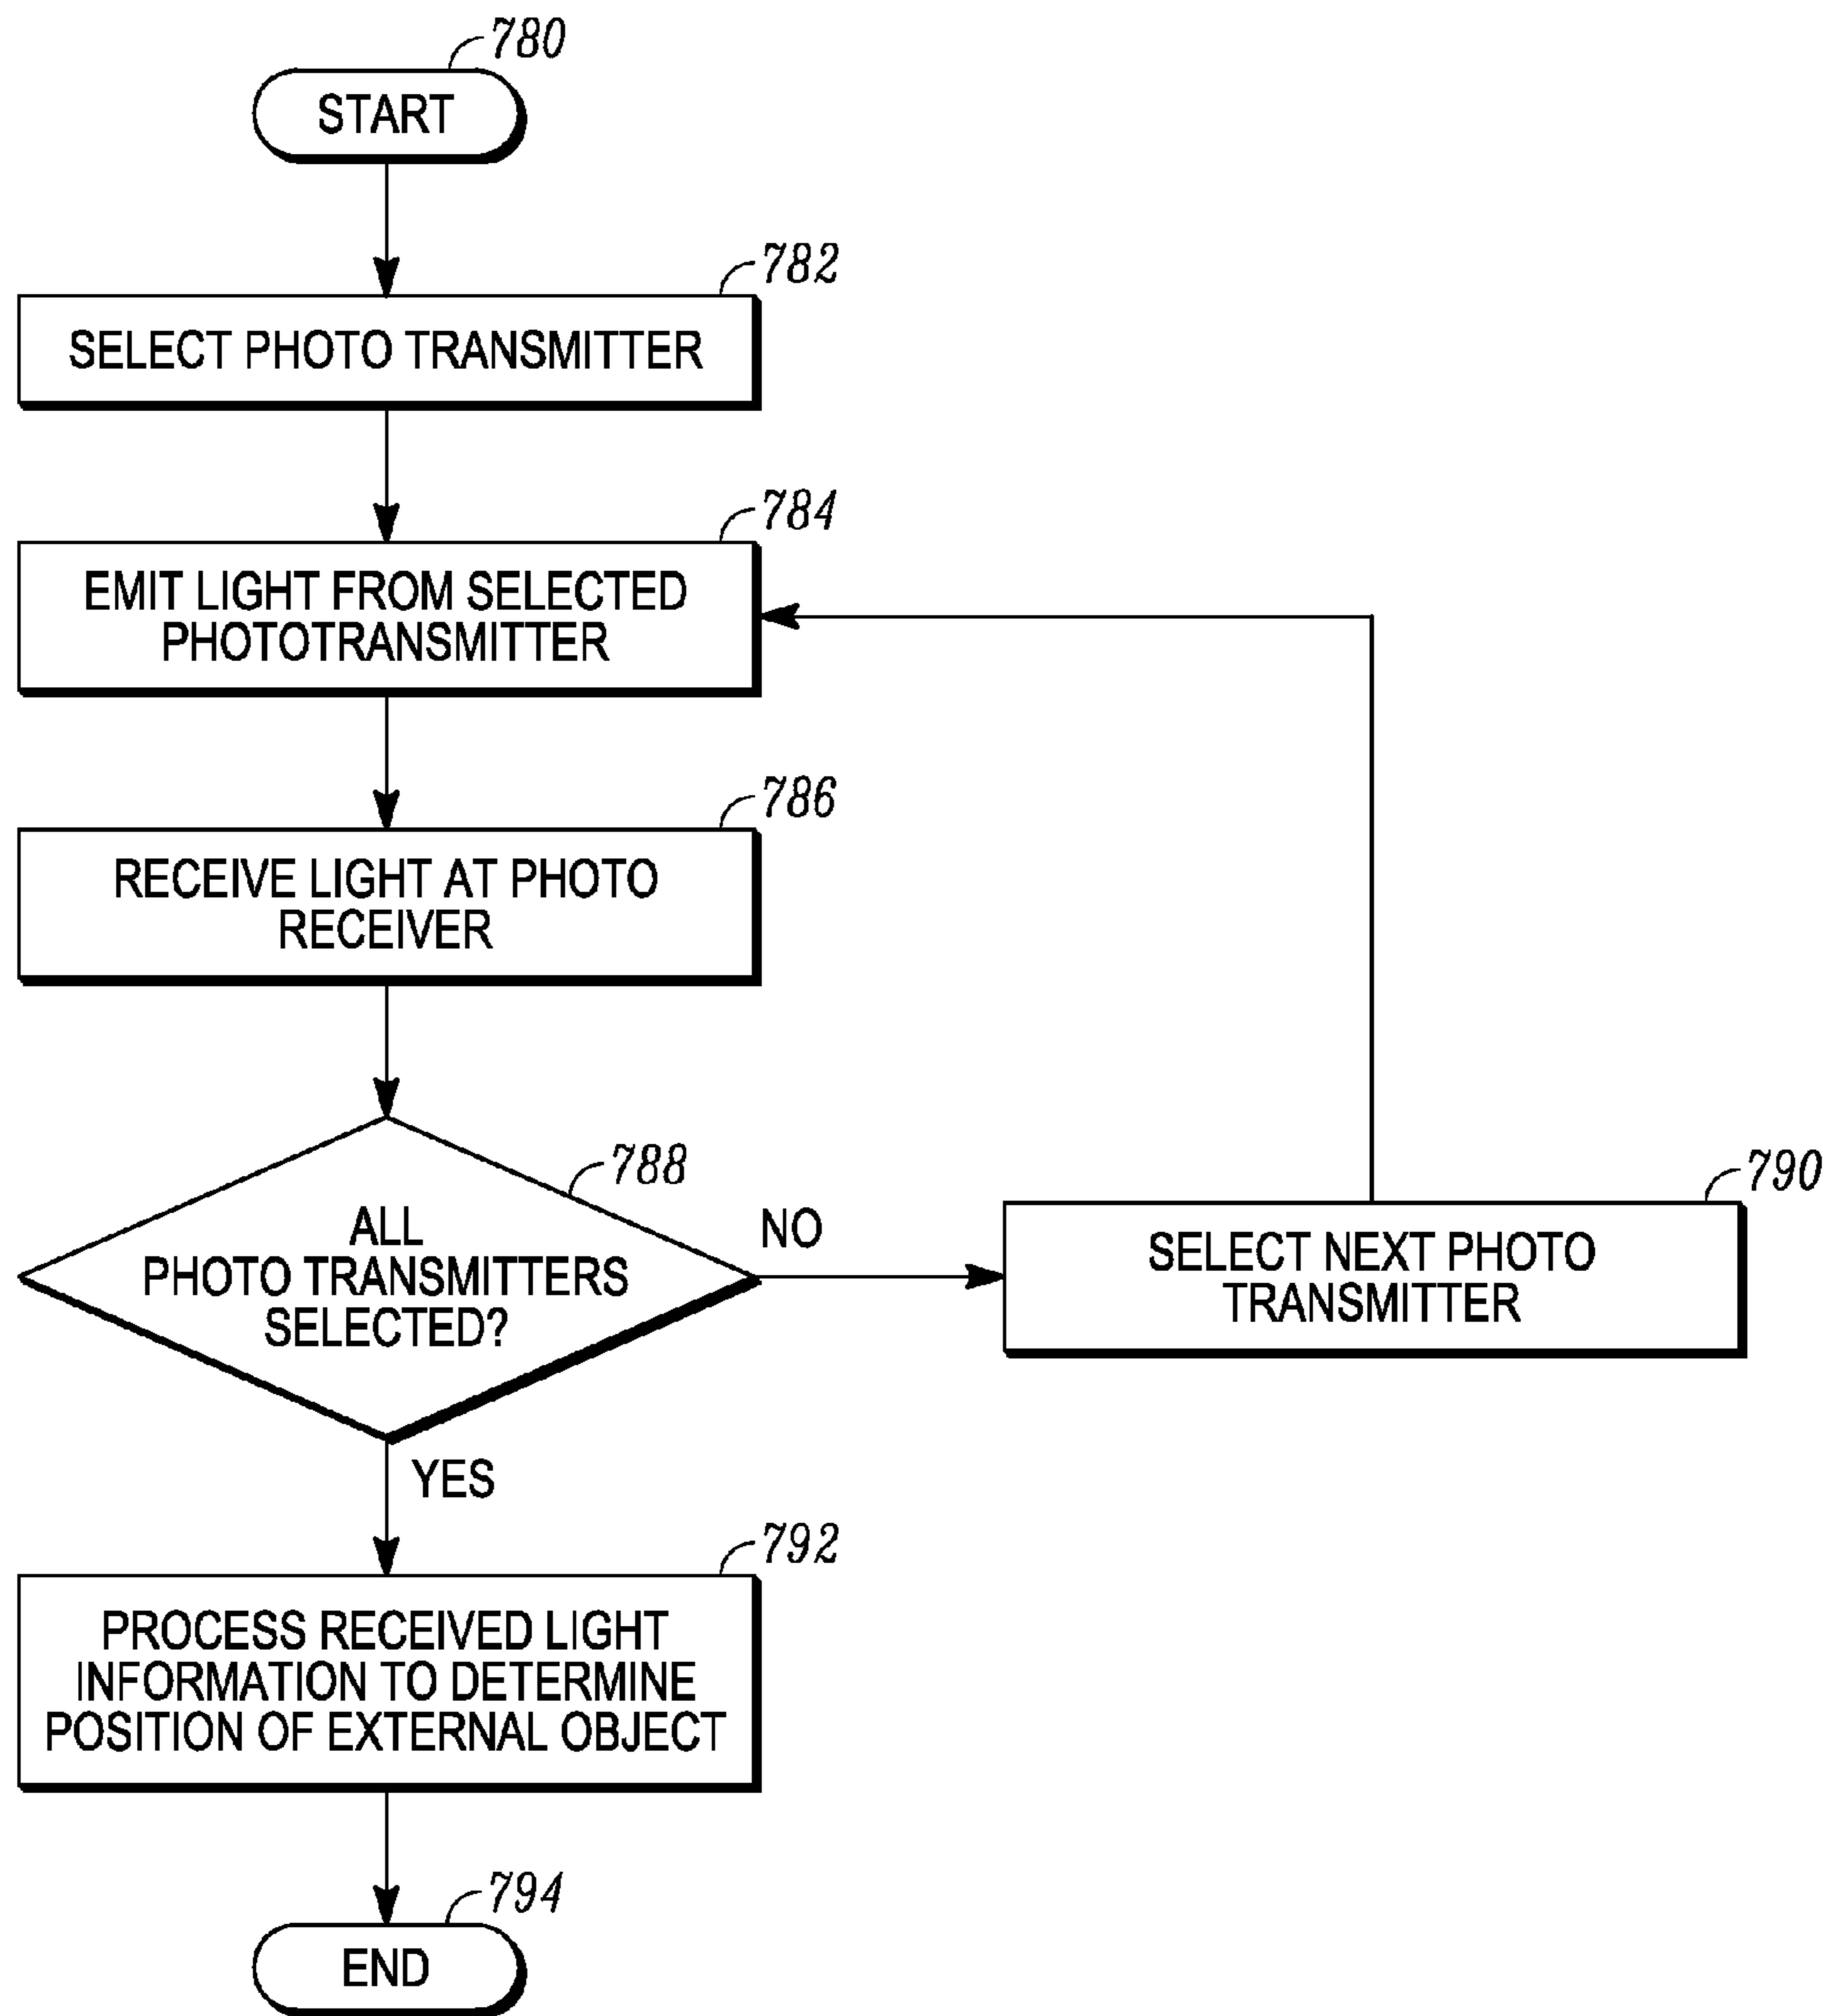 780
START
782
SELECT PHOTO TRANSMITTER
784
EMIT LIGHT FROM SELECTED
PHOTOTRANSMITTER
786
RECEIVE LIGHT AT PHOTO
RECEIVER
788
ALL
PHOTO TRANSMITTERS
SELECTED?
NO
790
SELECT NEXT PHOTO
TRANSMITTER
YES
792
PROCESS RECEIVED LIGHT
INFORMATION TO DETERMINE
POSITION OF EXTERNAL OBJECT
794
END